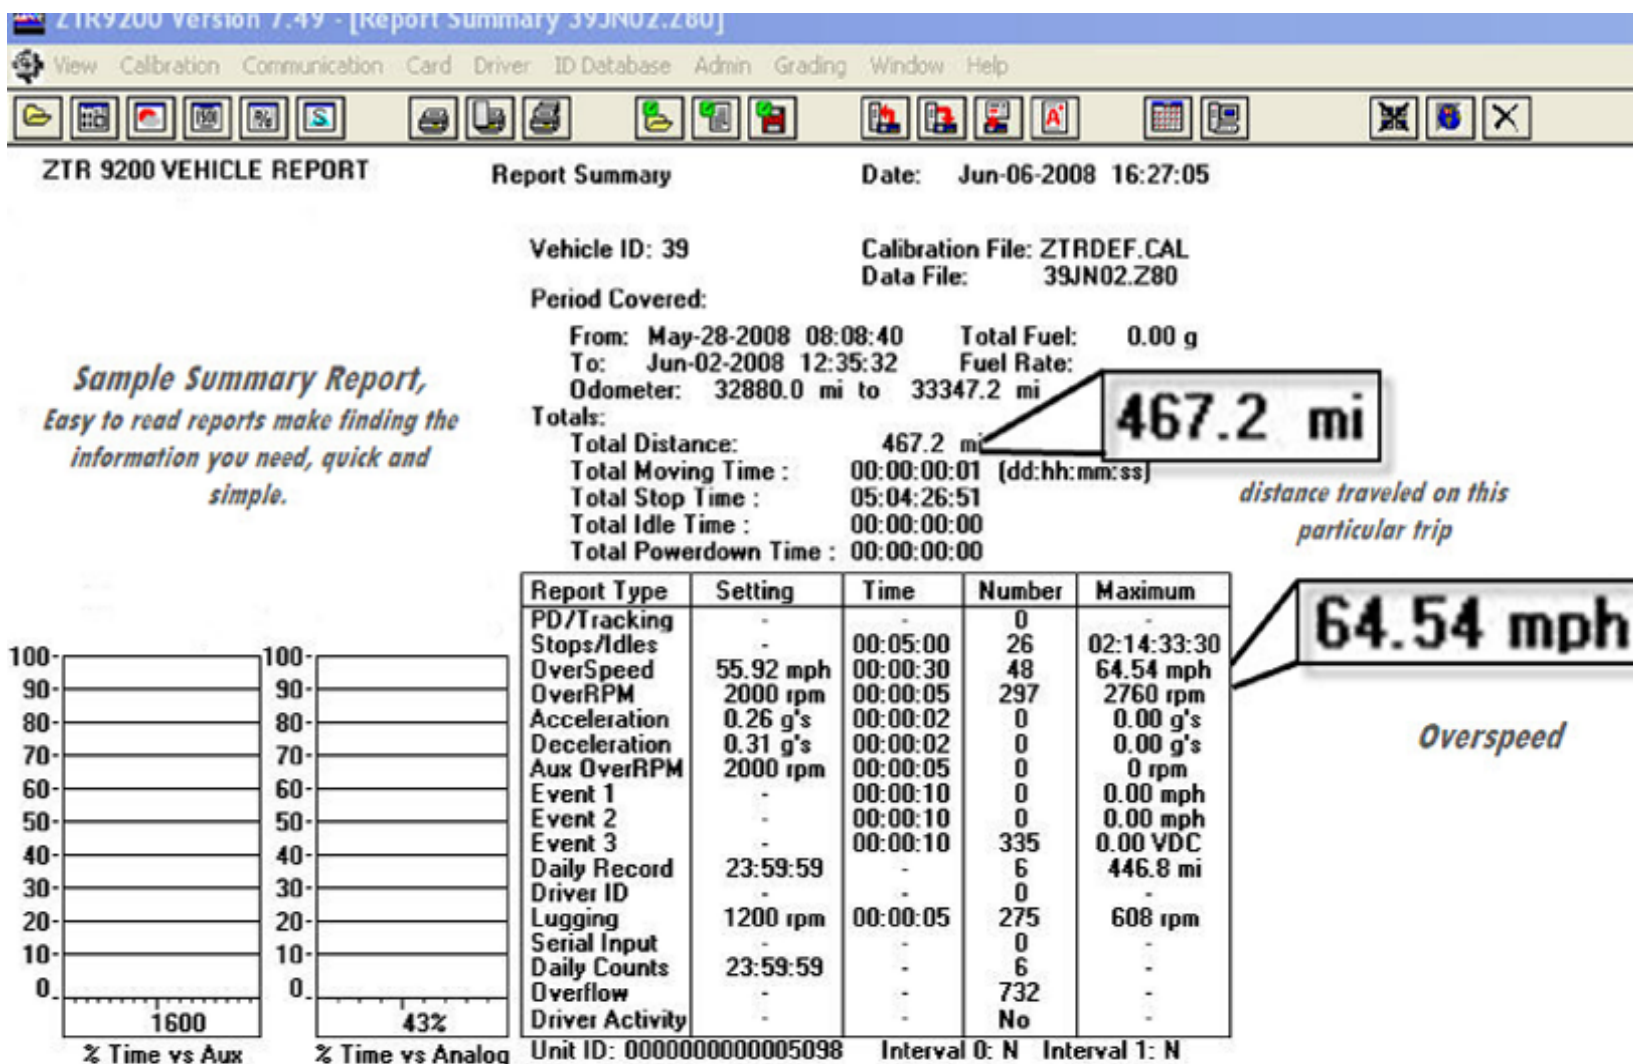 ZTR9200 Version 7.49 - [Report Summary 39JN02.Z80]
View Calibration Communication Card Driver ID Database Admin Grading Window Help
ZTR 9200 VEHICLE REPORT Report Summary Date: Jun-06-2008 16:27:05
Vehicle ID: 39 Calibration File: ZTRDEF.CAL
Data File: 39JN02.Z80
Period Covered:
From: May-28-2008 08:08:40 Total Fuel: 0.00 g
To: Jun-02-2008 12:35:32 Fuel Rate:
Odometer: 32880.0 mi to 33347.2 mi
Totals:
Total Distance: 467.2 mi
Total Moving Time : 00:00:00:01 (dd:hh:mm:ss)
Total Stop Time : 05:04:26:51
Total Idle Time : 00:00:00:00
Total Powerdown Time : 00:00:00:00
Sample Summary Report,
Easy to read reports make finding the
information you need, quick and
simple.
467.2 mi
distance traveled on this
particular trip
Report Type Setting Time Number Maximum
PD/Tracking - - 0 -
Stops/Idles - 00:05:00 26 02:14:33:30
OverSpeed 55.92 mph 00:00:30 48 64.54 mph
OverRPM 2000 rpm 00:00:05 297 2760 rpm
Acceleration 0.26 g's 00:00:02 0 0.00 g's
Deceleration 0.31 g's 00:00:02 0 0.00 g's
Aux OverRPM 2000 rpm 00:00:05 0 0 rpm
Event 1 - 00:00:10 0 0.00 mph
Event 2 - 00:00:10 0 0.00 mph
Event 3 - 00:00:10 335 0.00 VDC
Daily Record 23:59:59 - 6 446.8 mi
Driver ID - - 0 -
Lugging 1200 rpm 00:00:05 275 608 rpm
Serial Input - - 0 -
Daily Counts 23:59:59 - 6 -
Overflow - - 732 -
Driver Activity - - No -
Unit ID: 0000000000005098 Interval 0: N Interval 1: N
64.54 mph
Overspeed
100- 100-
90- 90-
80- 80-
70- 70-
60- 60-
50- 50-
40- 40-
30- 30-
20- 20-
10- 10-
0 0
1600 43%
% Time vs Aux % Time vs Analog